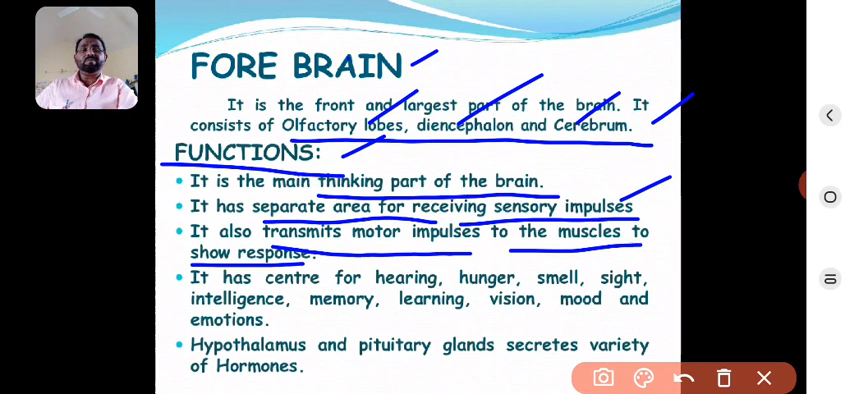 FORE BRAIN
It is the front and largest part of the brain. It
consists of Olfactory lobes, diencephalon and Cerebrum.
FUNCTIONS:
It is the main thinking part of the brain.
It has separate area for receiving sensory impulses
It also transmits motor impulses to the muscles to
show response.
It has centre for hearing, hunger, smell, sight,
intelligence, memory, learning, vision, mood and
emotions.
Hypothalamus and pituitary glands secretes variety
of Hormones.